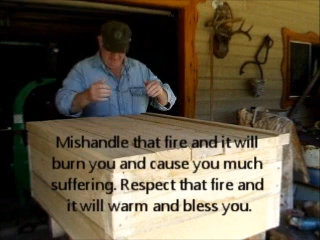 Mishandle that fire and it will
burn you and cause you much
suffering. Respect that fire and
it will warm and bless you.